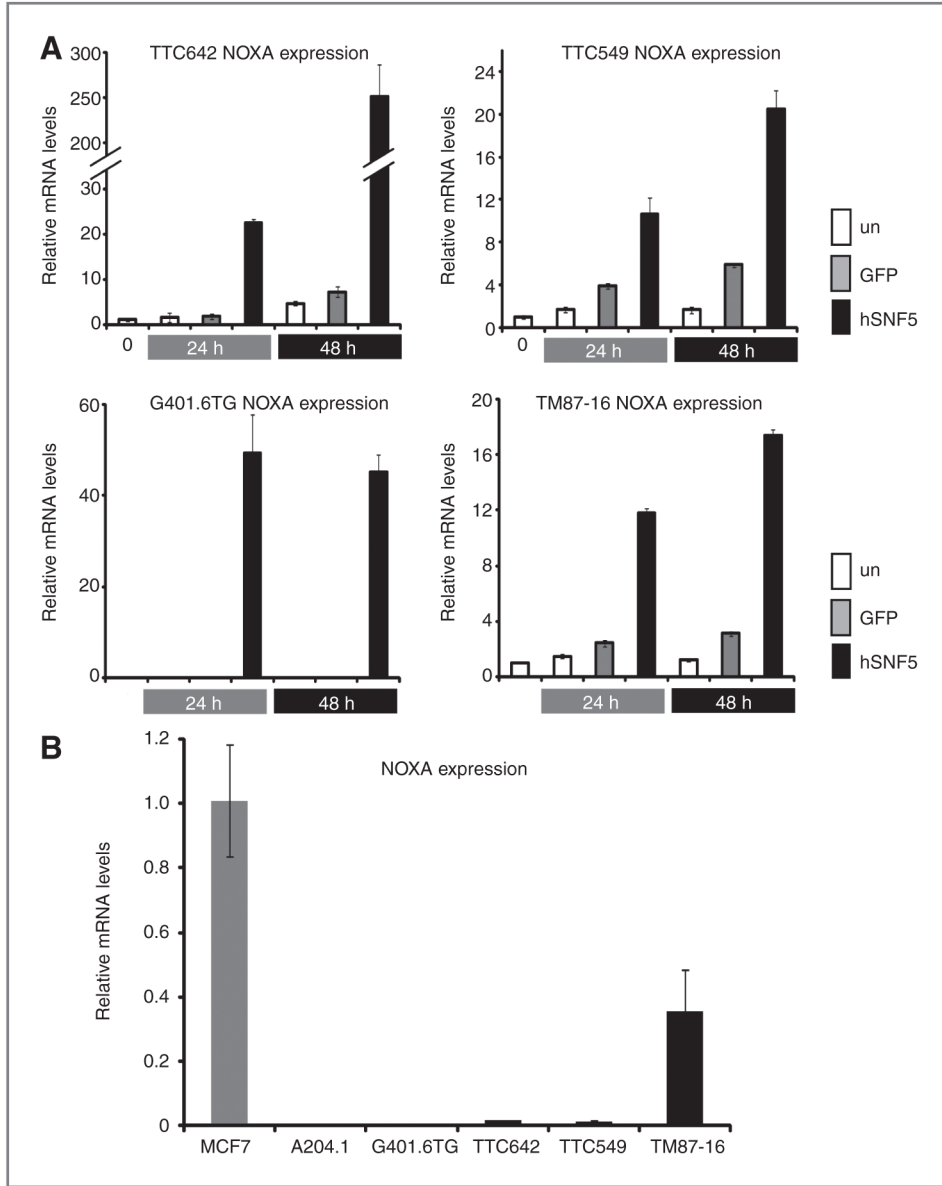 A
TTC642 NOXA expression
Relative mRNA levels
300
250
200
30
20
10
0
0
24 h
48 h
TTC549 NOXA expression
Relative mRNA levels
24
20
16
12
8
4
0
0
24 h
48 h
un
GFP
hSNF5
G401.6TG NOXA expression
Relative mRNA levels
60
40
20
0
24 h
48 h
TM87-16 NOXA expression
Relative mRNA levels
20
16
12
8
4
0
24 h
48 h
un
GFP
hSNF5
B
NOXA expression
Relative mRNA levels
1.2
1.0
0.8
0.6
0.4
0.2
0
MCF7 A204.1 G401.6TG TTC642 TTC549 TM87-16